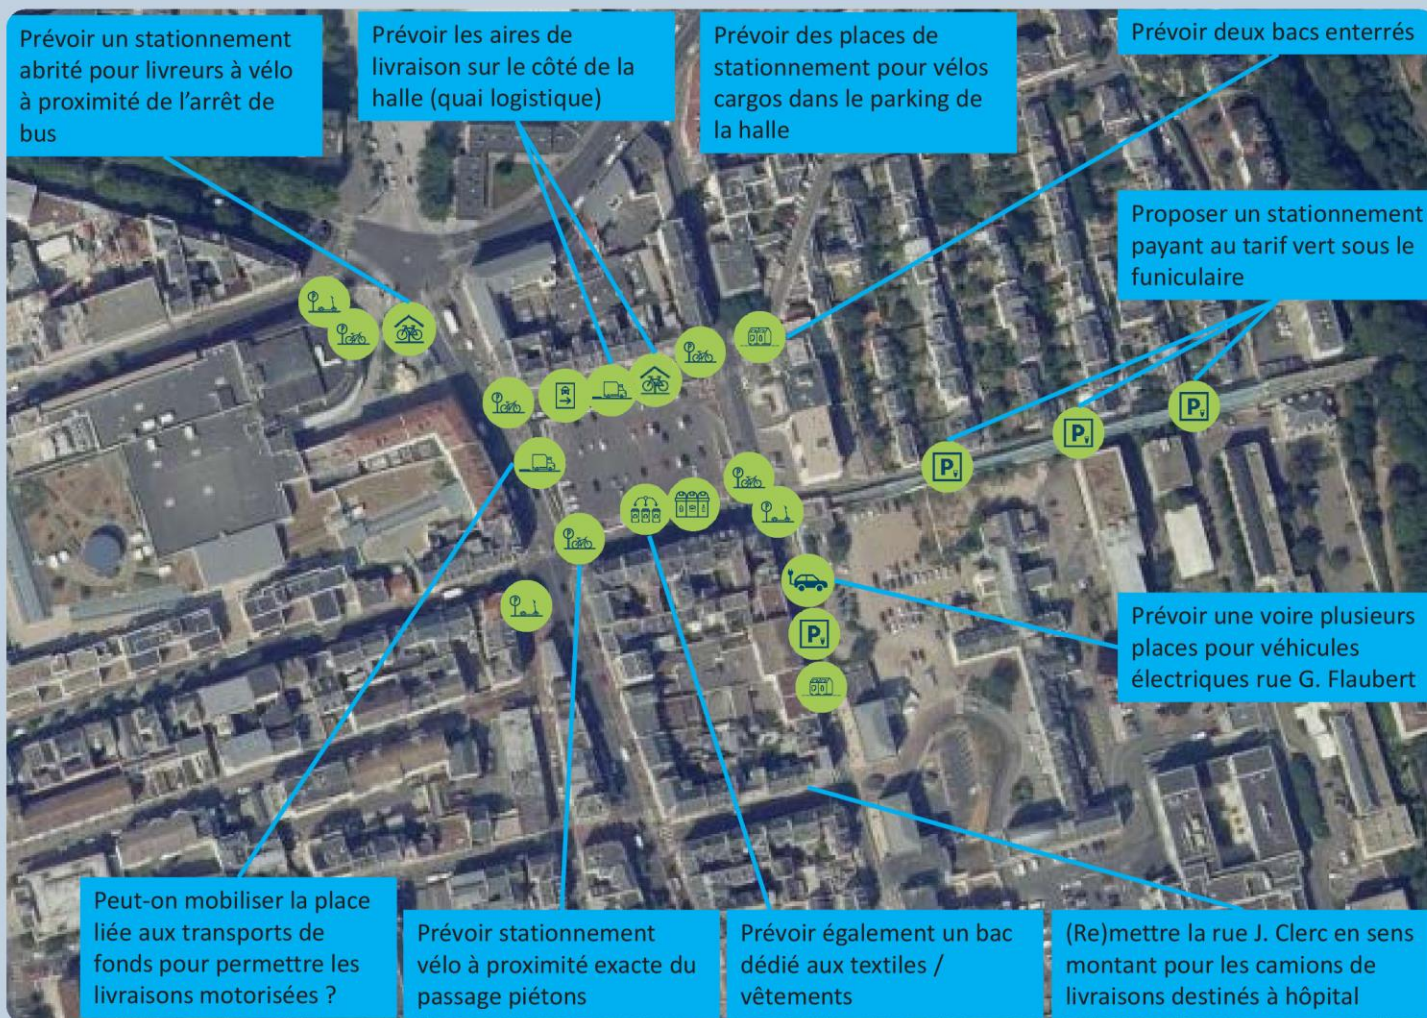 Prévoir un stationnement
abrité pour livreurs à vélo
à proximité de l’arrêt de
bus
Prévoir les aires de
livraison sur le côté de la
halle (quai logistique)
Prévoir des places de
stationnement pour vélos
cargos dans le parking de
la halle
Prévoir deux bacs enterrés
Proposer un stationnement
payant au tarif vert sous le
funiculaire
Prévoir une voire plusieurs
places pour véhicules
électriques rue G. Flaubert
Peut-on mobiliser la place
liée aux transports de
fonds pour permettre les
livraisons motorisées ?
Prévoir stationnement
vélo à proximité exacte du
passage piétons
Prévoir également un bac
dédié aux textiles /
vêtements
(Re)mettre la rue J. Clerc en sens
montant pour les camions de
livraisons destinés à hôpital
P
P
P
P
P
P
P
P
P
P
P
P